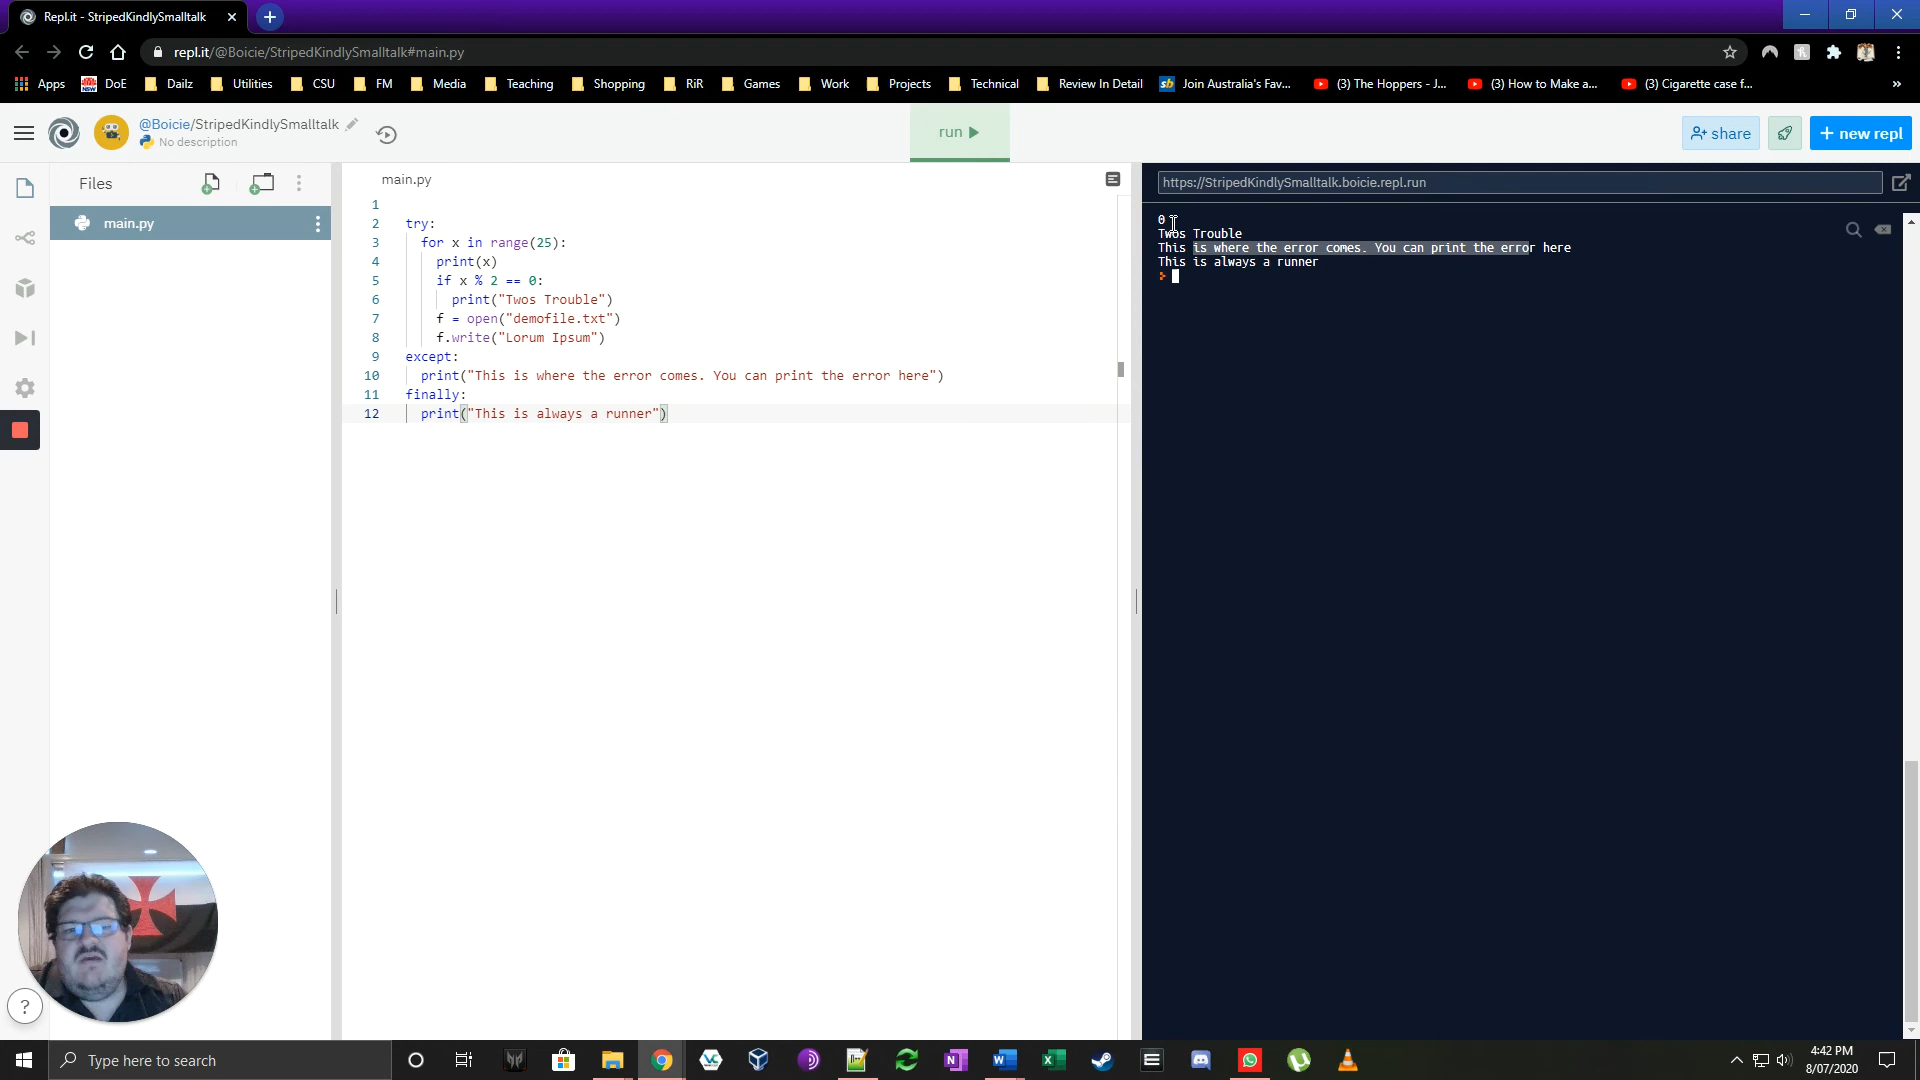 Repl.it - StripedKindlySmalltalk
repl.it/@Boicie/StripedKindlySmalltalk#main.py
Apps DoE Dailz Utilities CSU FM Media Teaching Shopping RiR Games Work Projects Technical Review In Detail Join Australia's Fav... (3) The Hoppers - J... (3) How to Make a... (3) Cigarette case f... »
@Boicie/StripedKindlySmalltalk
No description
run
share
+ new repl
Files
main.py
main.py
1
2 try:
3 for x in range(25):
4 print(x)
5 if x % 2 == 0:
6 print("Twos Trouble")
7 f = open("demofile.txt")
8 f.write("Lorum Ipsum")
9 except:
10 print("This is where the error comes. You can print the error here")
11 finally:
12 print("This is always a runner")
https://StripedKindlySmalltalk.boicie.repl.run
0
Twos Trouble
This is where the error comes. You can print the error here
This is always a runner
?
Type here to search
4:42 PM
8/07/2020